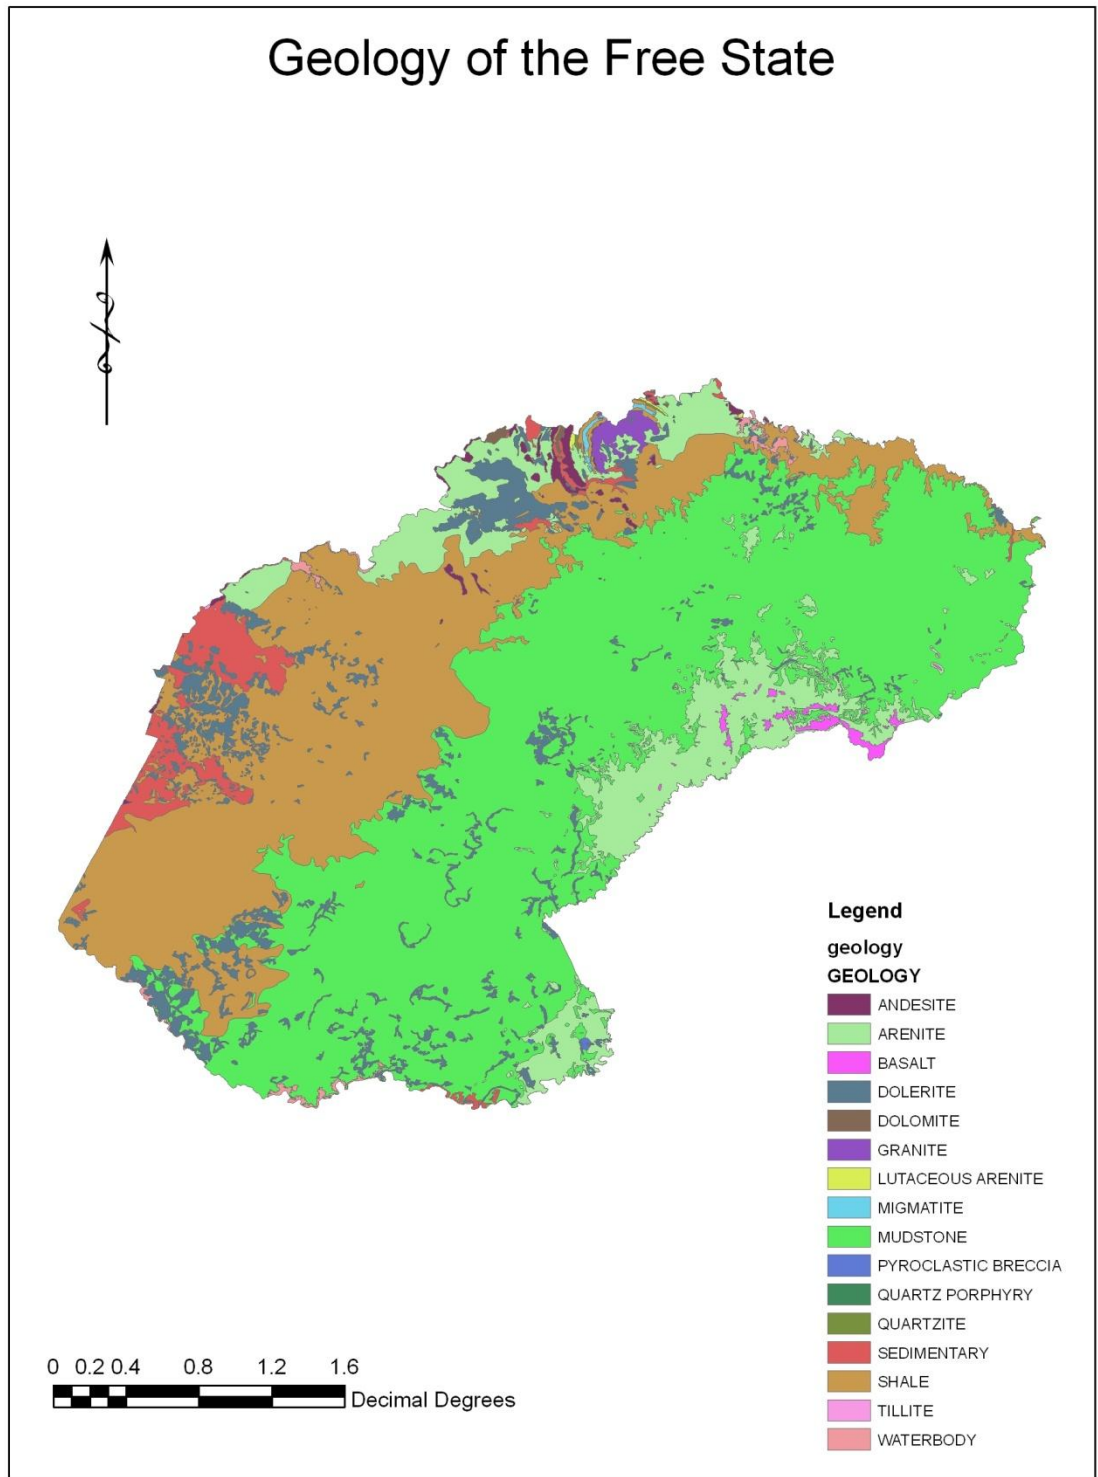 Geology of the Free State
Legend
geology
GEOLOGY
ANDESITE
ARENITE
BASALT
DOLERITE
DOLOMITE
GRANITE
LUTACEOUS ARENITE
MIGMATITE
MUDSTONE
PYROCLASTIC BRECCIA
QUARTZ PORPHYRY
QUARTZITE
SEDIMENTARY
SHALE
TILLITE
WATERBODY
0 0.2 0.4 0.8 1.2 1.6
Decimal Degrees